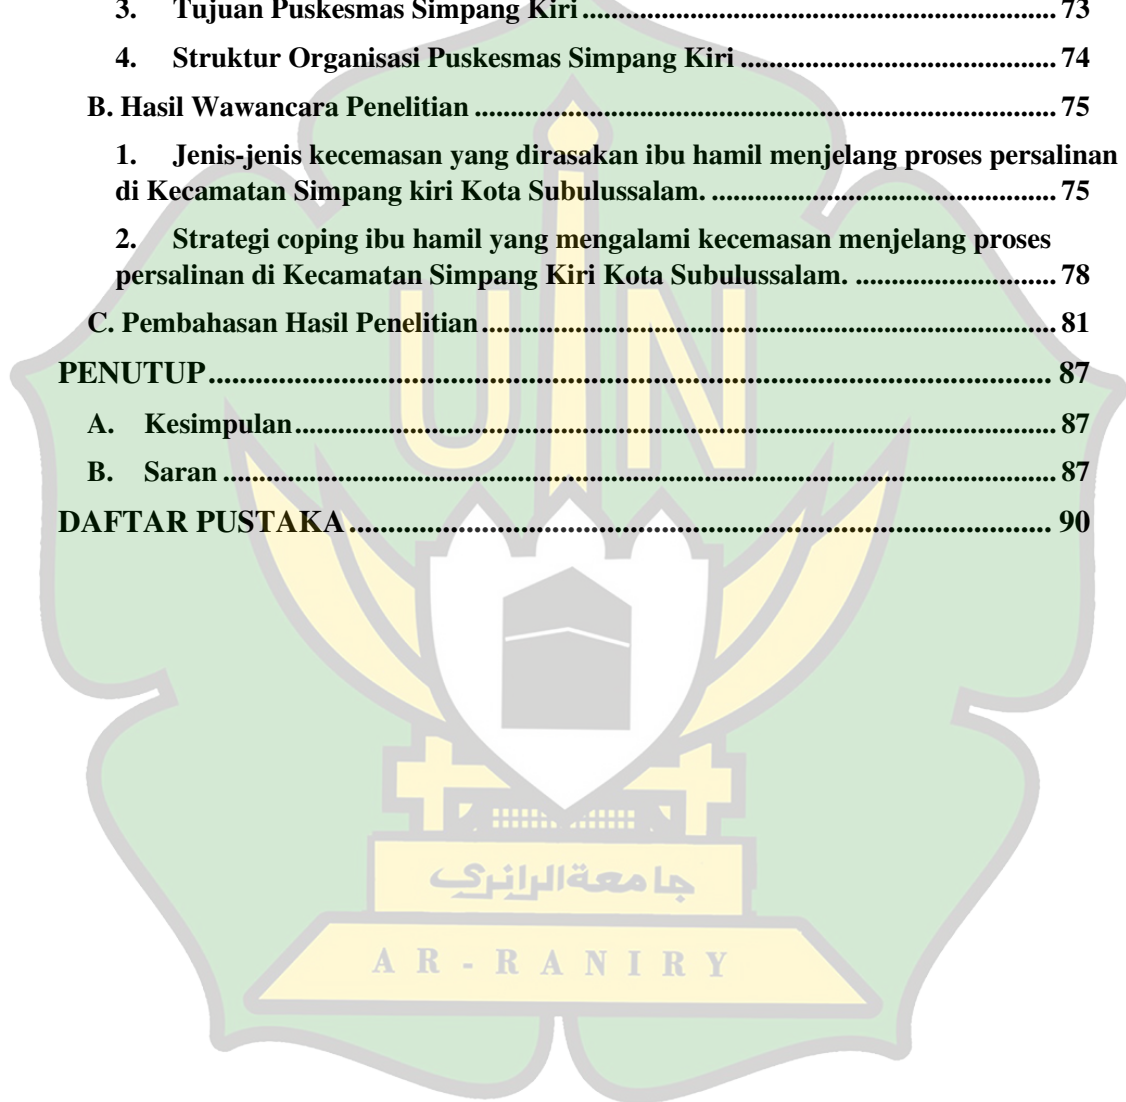 3. Tujuan Puskesmas Simpang Kiri ................................................................ 73
4. Struktur Organisasi Puskesmas Simpang Kiri ........................................... 74
B. Hasil Wawancara Penelitian ............................................................................... 75
1. Jenis-jenis kecemasan yang dirasakan ibu hamil menjelang proses persalinan
di Kecamatan Simpang kiri Kota Subulussalam. ............................................... 75
2. Strategi coping ibu hamil yang mengalami kecemasan menjelang proses
persalinan di Kecamatan Simpang Kiri Kota Subulussalam. ........................... 78
C. Pembahasan Hasil Penelitian .............................................................................. 81
PENUTUP ........................................................................................... 87
A. Kesimpulan ....................................................................................................... 87
B. Saran ................................................................................................................. 87
DAFTAR PUSTAKA ............................................................................ 90
UIN
جامعة الرانري
AR - RANIRY